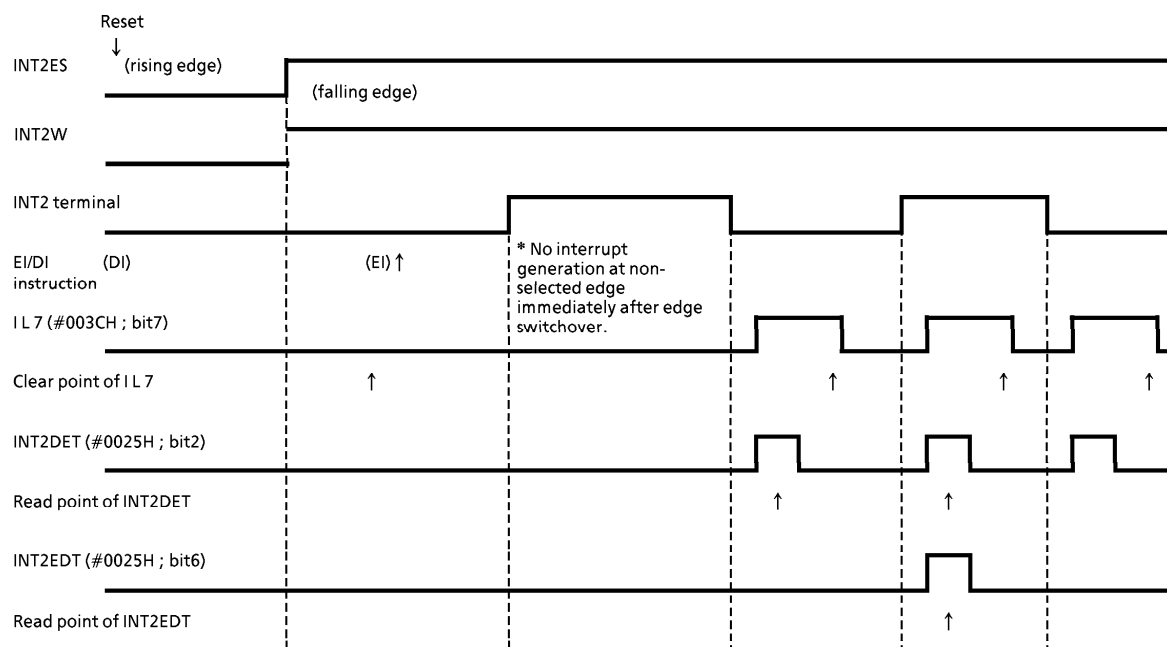 Reset
↓
INT2ES (rising edge)
(falling edge)
INT2W
INT2 terminal
EI/DI (DI) (EI) ↑
instruction
* No interrupt
generation at non-
selected edge
immediately after edge
switchover.
I L 7 (#003CH ; bit7)
Clear point of I L 7 ↑ ↑ ↑ ↑
INT2DET (#0025H ; bit2)
Read point of INT2DET ↑ ↑
INT2EDT (#0025H ; bit6)
Read point of INT2EDT ↑